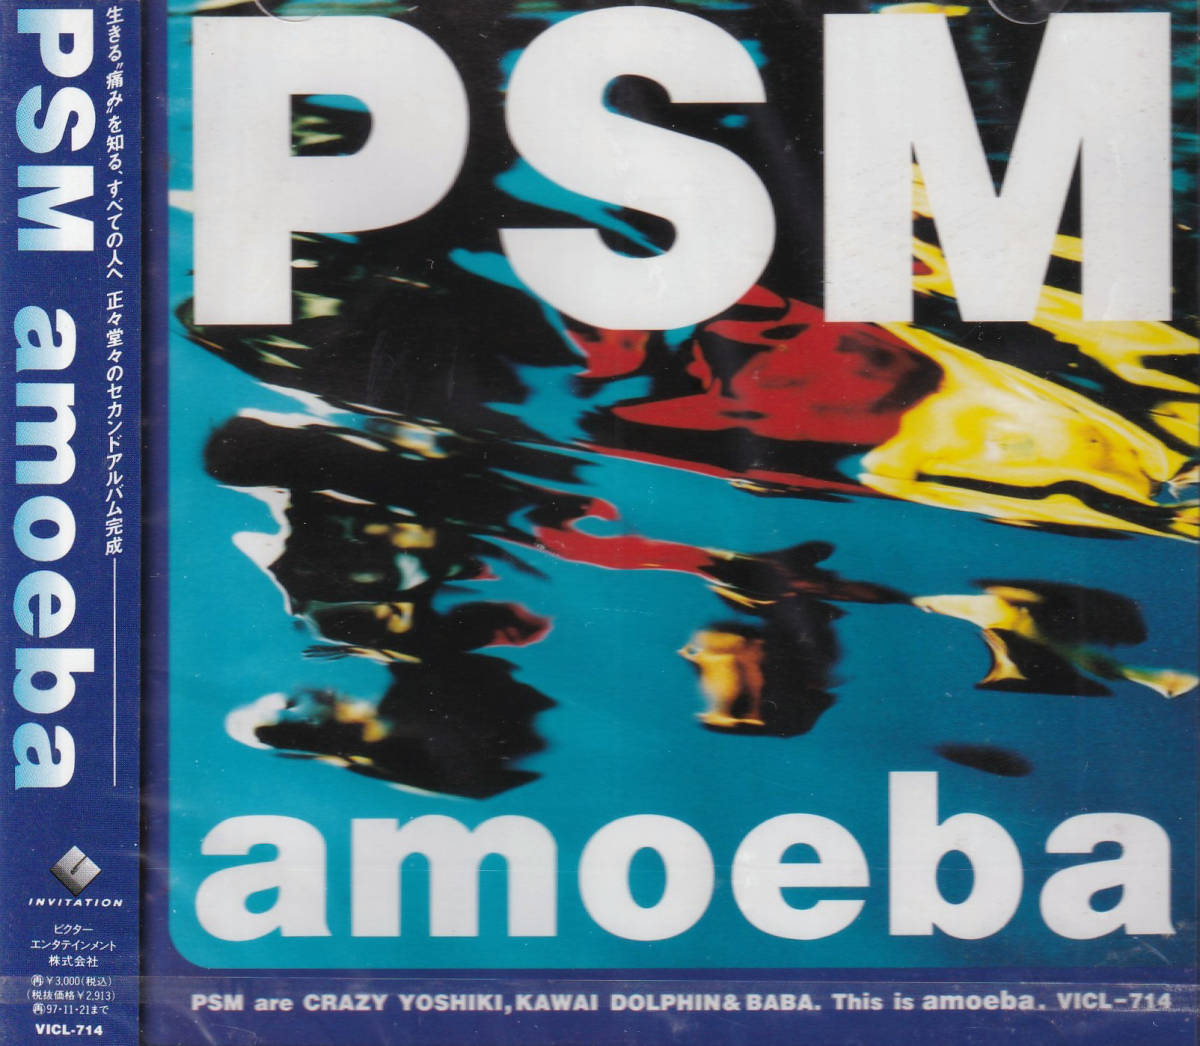 PSM amoeba
生きる"痛み"を知る、すべての人へ 正々堂々のセカンドアルバム完成
INVITATION
ビクター
エンタテインメント
株式会社
再¥3,000(税込)
(税抜価格¥2,913)
再97・11・21まで
VICL-714
PSM
amoeba
PSM are CRAZY YOSHIKI,KAWAI DOLPHIN&BABA. This is amoeba. VICL-714